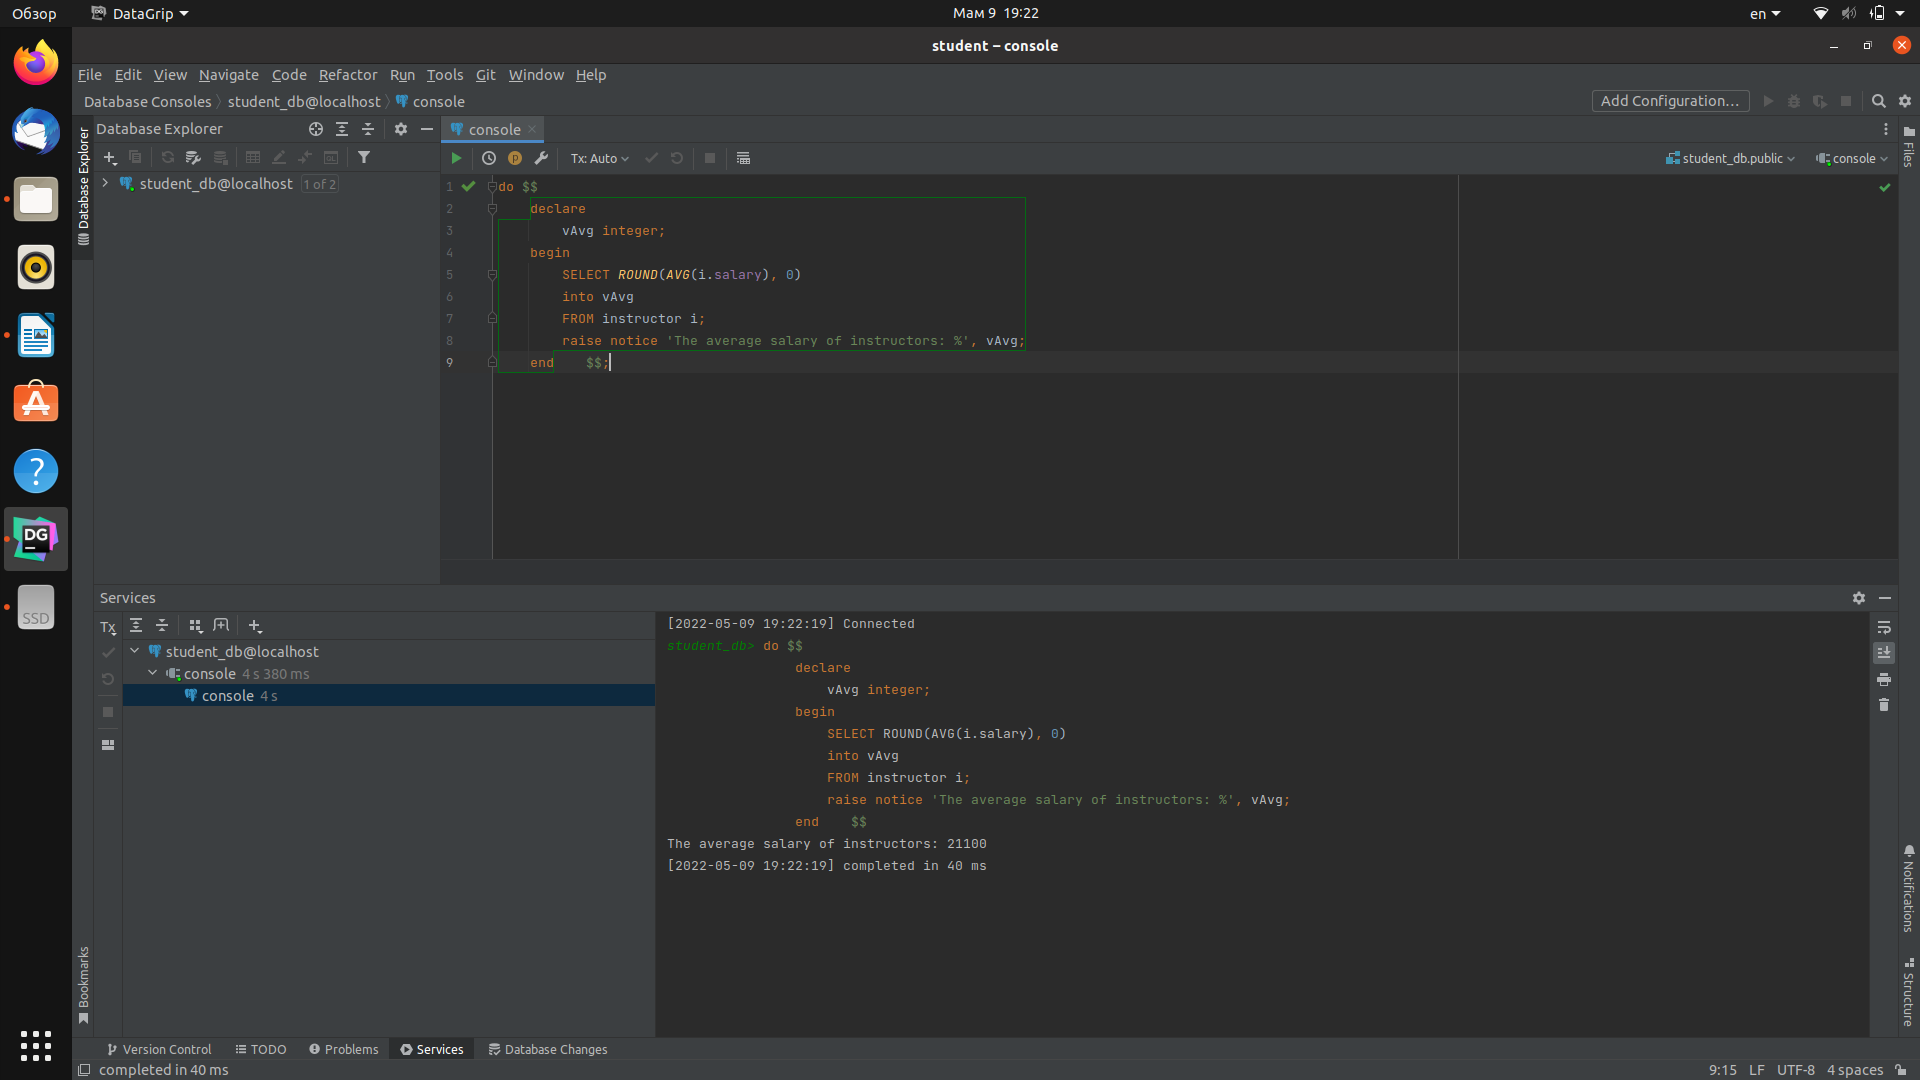 Обзор DataGrip Мам 9 19:22 en
student – console
File Edit View Navigate Code Refactor Run Tools Git Window Help
Database Consoles student_db@localhost console Add Configuration...
Database Explorer console
Tx: Auto student_db.public console
student_db@localhost 1 of 2
Database Explorer
Files
1 do $$
2 declare
3 vAvg integer;
4 begin
5 SELECT ROUND(AVG(i.salary), 0)
6 into vAvg
7 FROM instructor i;
8 raise notice 'The average salary of instructors: %', vAvg;
9 end $$;
DG
SSD
Services
Tx
student_db@localhost
console 4 s 380 ms
console 4 s
[2022-05-09 19:22:19] Connected
student_db> do $$
declare
vAvg integer;
begin
SELECT ROUND(AVG(i.salary), 0)
into vAvg
FROM instructor i;
raise notice 'The average salary of instructors: %', vAvg;
end $$
The average salary of instructors: 21100
[2022-05-09 19:22:19] completed in 40 ms
Notifications
Structure
Bookmarks
Version Control TODO Problems Services Database Changes
completed in 40 ms 9:15 LF UTF-8 4 spaces